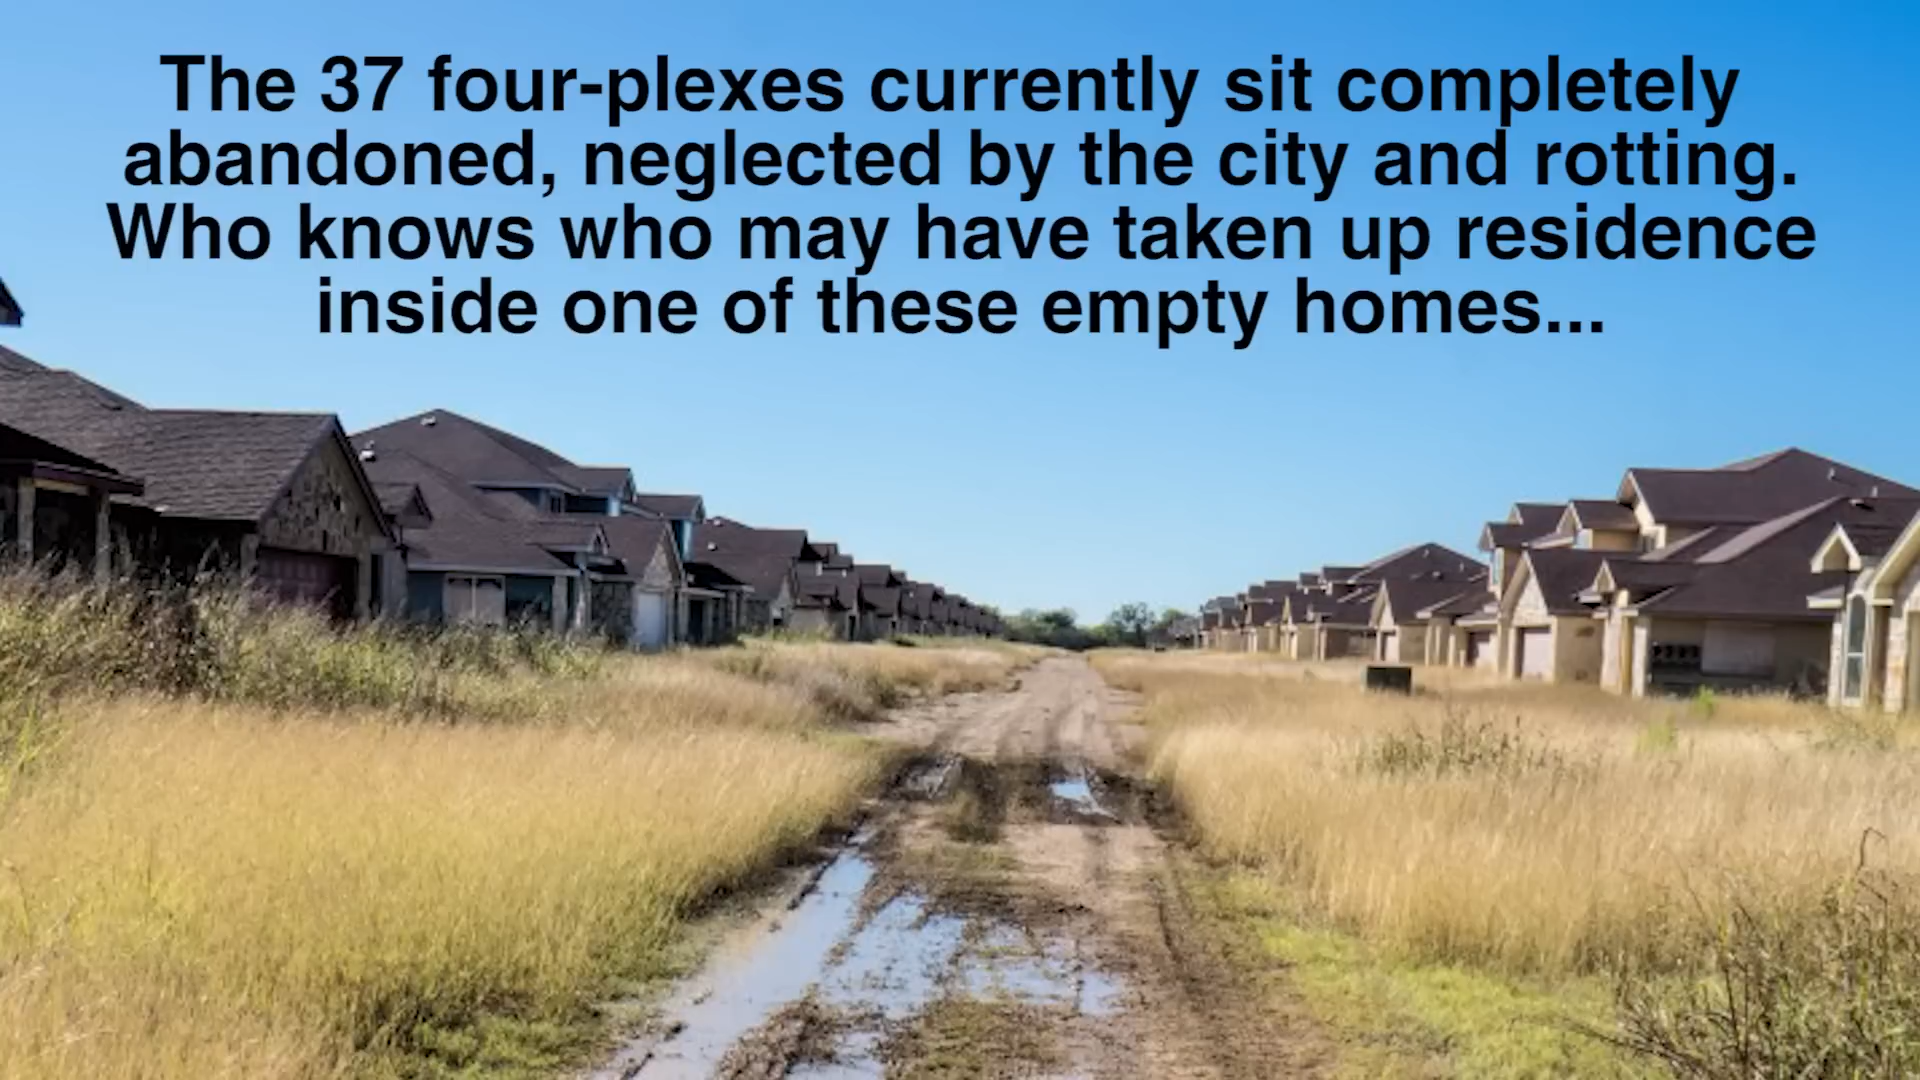 The 37 four-plexes currently sit completely
abandoned, neglected by the city and rotting.
Who knows who may have taken up residence
inside one of these empty homes...